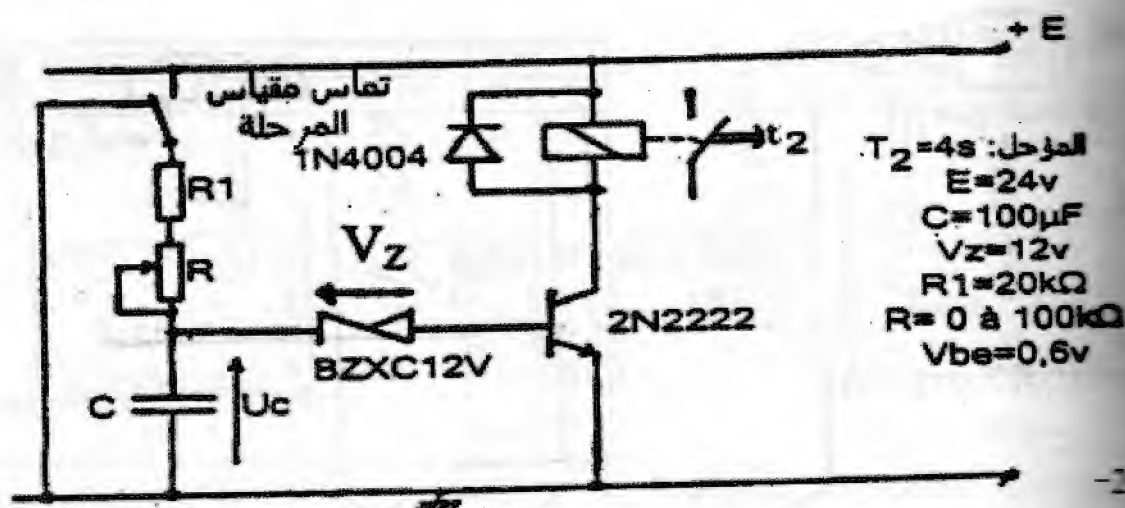 + E
تماس مقياس
المرحلة
1N4004
t2
R1
R
VZ
BZXC12V
2N2222
C
Uc
المؤجل: T2=4s
E=24v
C=100µF
Vz=12v
R1=20kΩ
R= 0 à 100kΩ
Vbe=0,6v